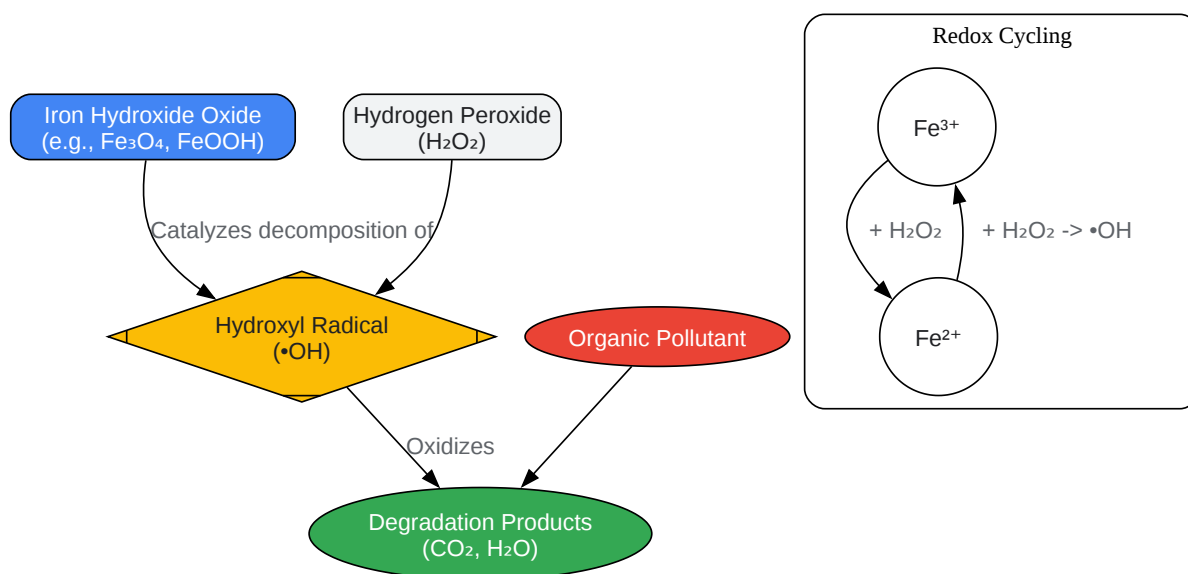 Redox Cycling
Iron Hydroxide Oxide
(e.g., Fe₃O₄, FeOOH)
Hydrogen Peroxide
(H₂O₂)
Fe³⁺
Catalyzes decomposition of
+ H₂O₂
+ H₂O₂ -> •OH
Hydroxyl Radical
(•OH)
Organic Pollutant
Fe²⁺
Oxidizes
Degradation Products
(CO₂, H₂O)